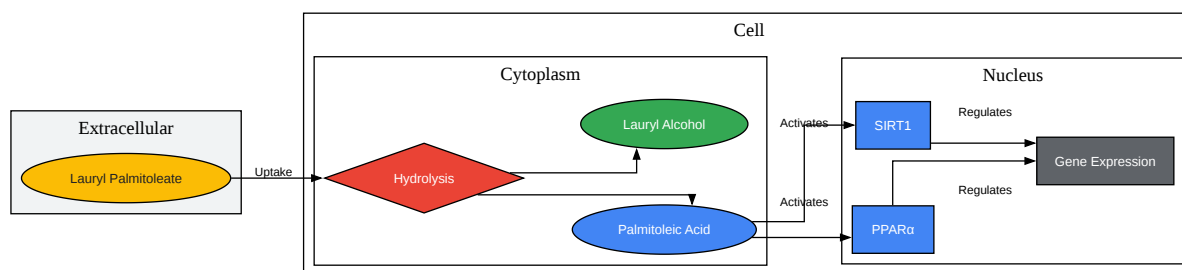 Cell
Cytoplasm
Nucleus
Extracellular
Lauryl Palmitoleate
Uptake
Hydrolysis
Lauryl Alcohol
Palmitoleic Acid
Activates
Activates
SIRT1
PPARα
Regulates
Regulates
Gene Expression